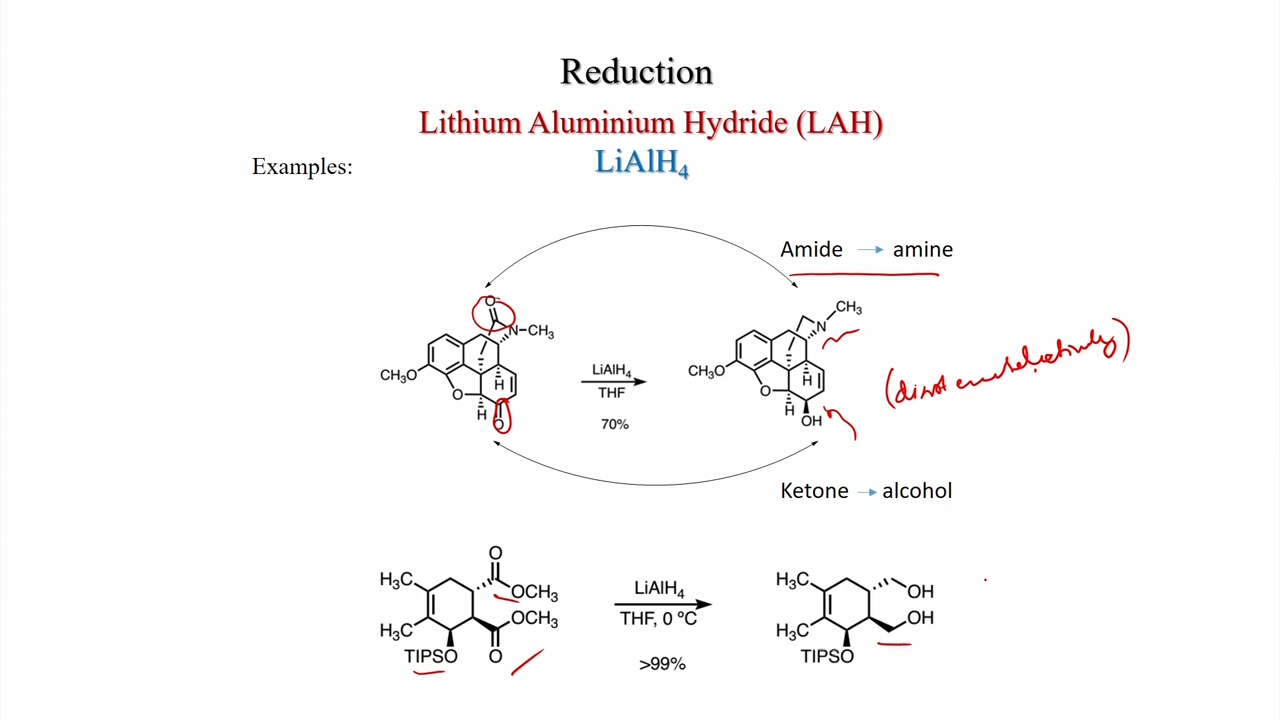 Reduction
Lithium Aluminium Hydride (LAH)
Examples:
LiAlH4
Amide → amine
O
N CH3
CH3O
O
H
H
O
LiAlH4
THF
70%
CH3
N
CH3O
O
H
H
OH
Ketone → alcohol
O
H3C
OCH3
OCH3
H3C
TIPSO
O
LiAlH4
THF, 0 ºC
>99%
H3C
OH
OH
H3C
TIPSO